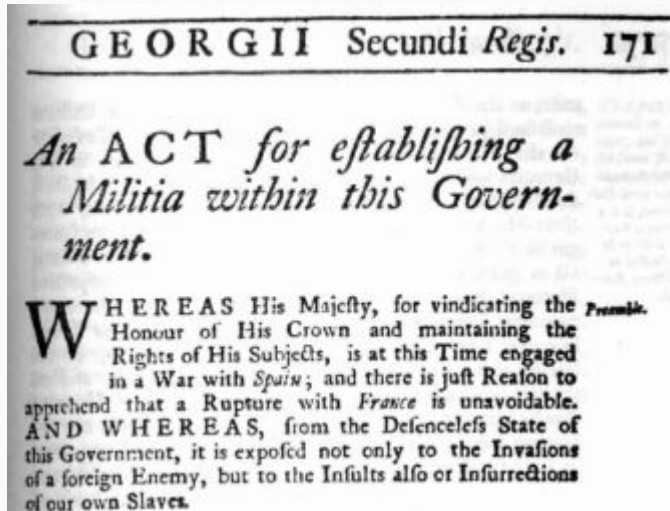 GEORGII Secundi Regis. 171
An ACT for eſtabliſhing a
Militia within this Govern-
ment.
WHEREAS His Majeſty, for vindicating the Preamble.
Honour of His Crown and maintaining the
Rights of His Subjects, is at this Time engaged
in a War with Spain; and there is juſt Reaſon to
apprehend that a Rupture with France is unavoidable.
AND WHEREAS, from the Defenceleſs State of
this Government, it is expoſed not only to the Invaſions
of a foreign Enemy, but to the Inſults alſo or Inſurrections
of our own Slaves.